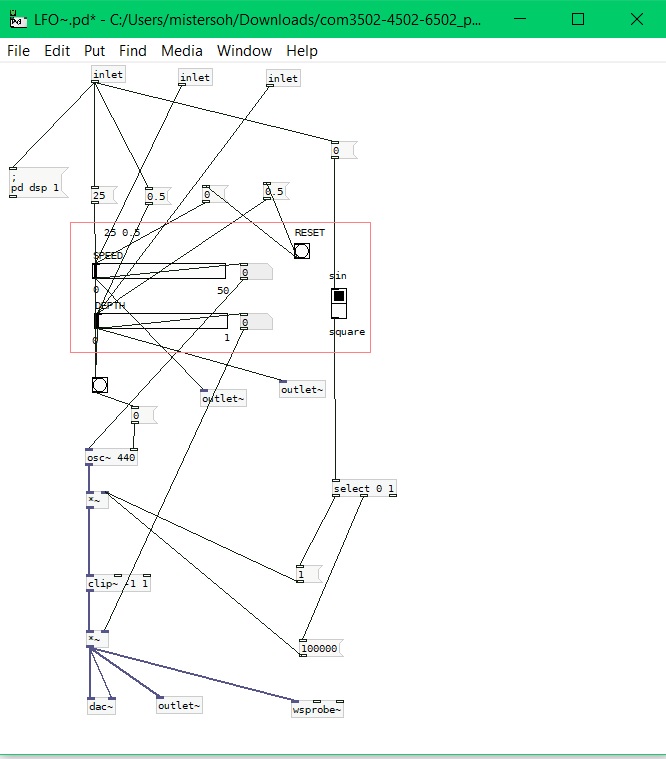 LFO~.pd* - C:/Users/mistersoh/Downloads/com3502-4502-6502_p...
File Edit Put Find Media Window Help
inlet inlet inlet
0
;
pd dsp 1
25 0.5 0 0.5
25 0.5 RESET
SPEED
0
sin
0 50
DEPTH
0
square
0 1
outlet~ outlet~
0
osc~ 440
select 0 1
*~
1
clip~ -1 1
*~
100000
dac~ outlet~ wsprobe~